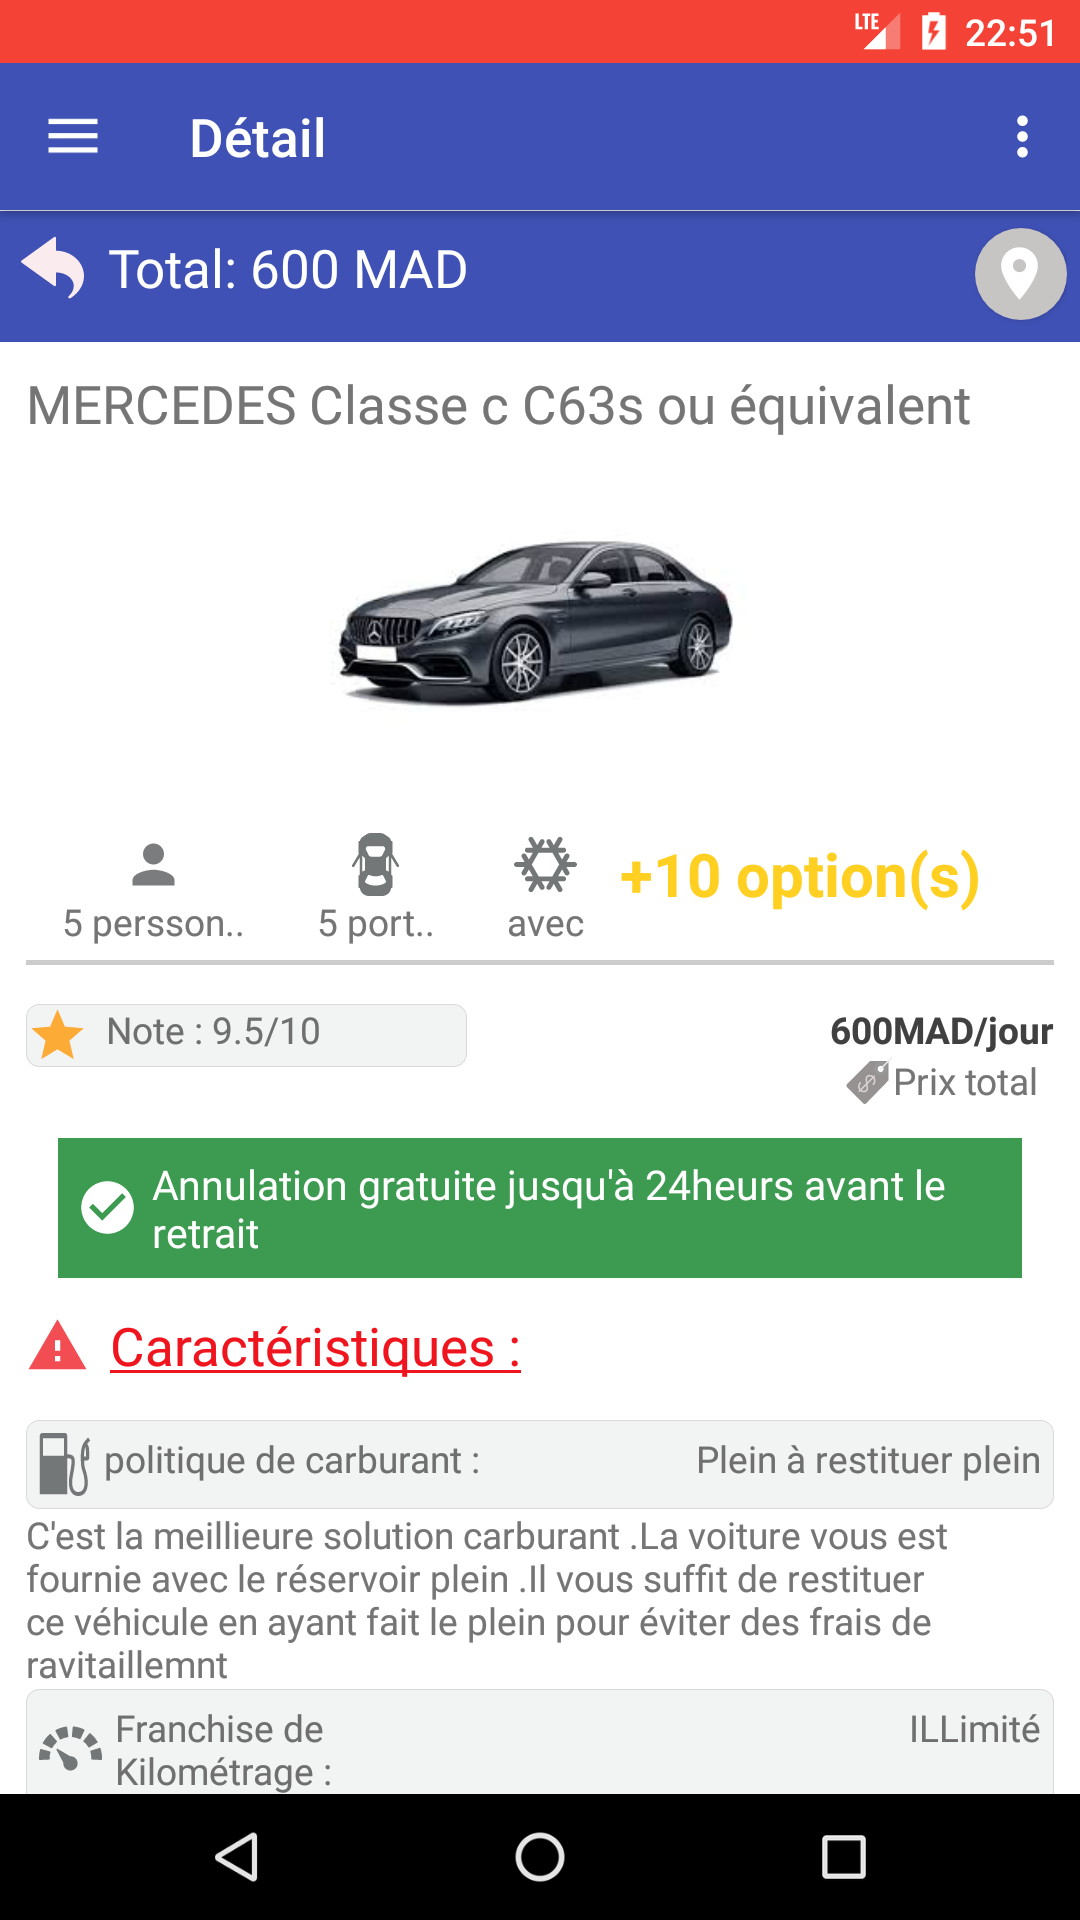 LTE 22:51
Détail
Total: 600 MAD
MERCEDES Classe c C63s ou équivalent
5 persson.. 5 port.. avec +10 option(s)
Note : 9.5/10 600MAD/jour
Prix total
Annulation gratuite jusqu'à 24heurs avant le
retrait
Caractéristiques :
politique de carburant : Plein à restituer plein
C'est la meillieure solution carburant .La voiture vous est
fournie avec le réservoir plein .Il vous suffit de restituer
ce véhicule en ayant fait le plein pour éviter des frais de
ravitaillemnt
Franchise de ILLimité
Kilométrage :